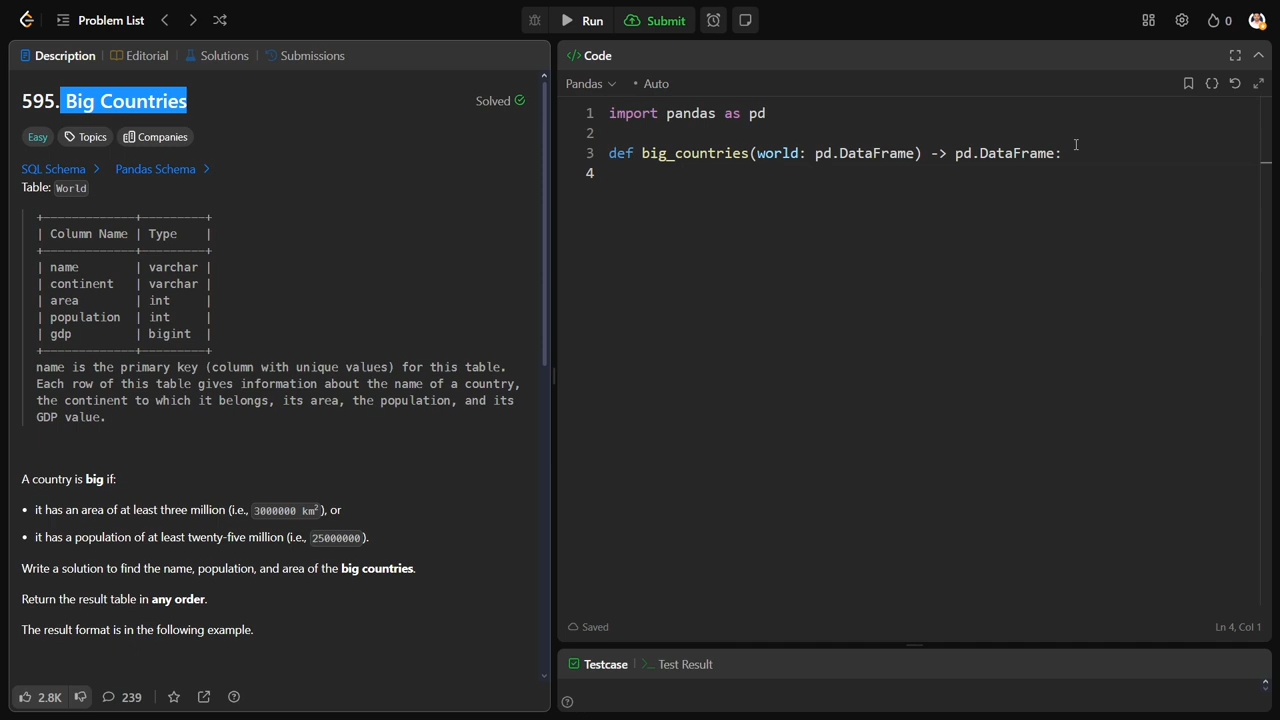 Problem List
Run
Submit
0
Description
Editorial
Solutions
Submissions
595. Big Countries
Solved
Easy
Topics
Companies
SQL Schema
Pandas Schema
Table: World
| Column Name | Type |
| name | varchar |
| continent | varchar |
| area | int |
| population | int |
| gdp | bigint |
name is the primary key (column with unique values) for this table.
Each row of this table gives information about the name of a country,
the continent to which it belongs, its area, the population, and its
GDP value.
A country is big if:
• it has an area of at least three million (i.e., 3000000 km²), or
• it has a population of at least twenty-five million (i.e., 25000000).
Write a solution to find the name, population, and area of the big countries.
Return the result table in any order.
The result format is in the following example.
2.8K
239
</> Code
Pandas
• Auto
1 import pandas as pd
2
3 def big_countries(world: pd.DataFrame) -> pd.DataFrame:
4
Saved
Ln 4, Col 1
Testcase
>_ Test Result